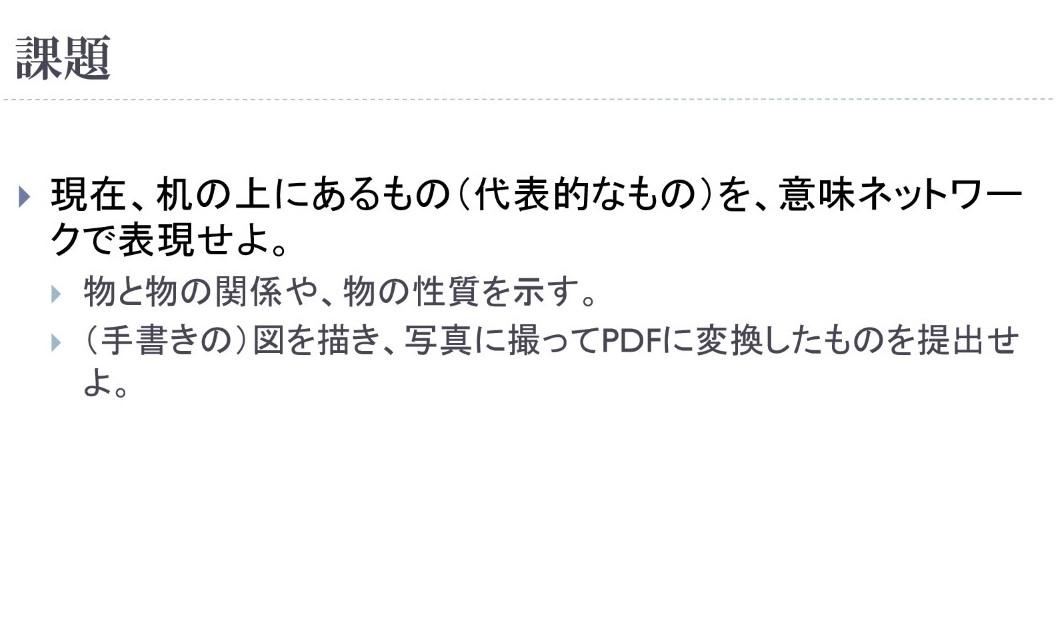 課題
現在、机の上にあるもの（代表的なもの）を、意味ネットワー
クで表現せよ。
物と物の関係や、物の性質を示す。
（手書きの）図を描き、写真に撮ってPDFに変換したものを提出せ
よ。